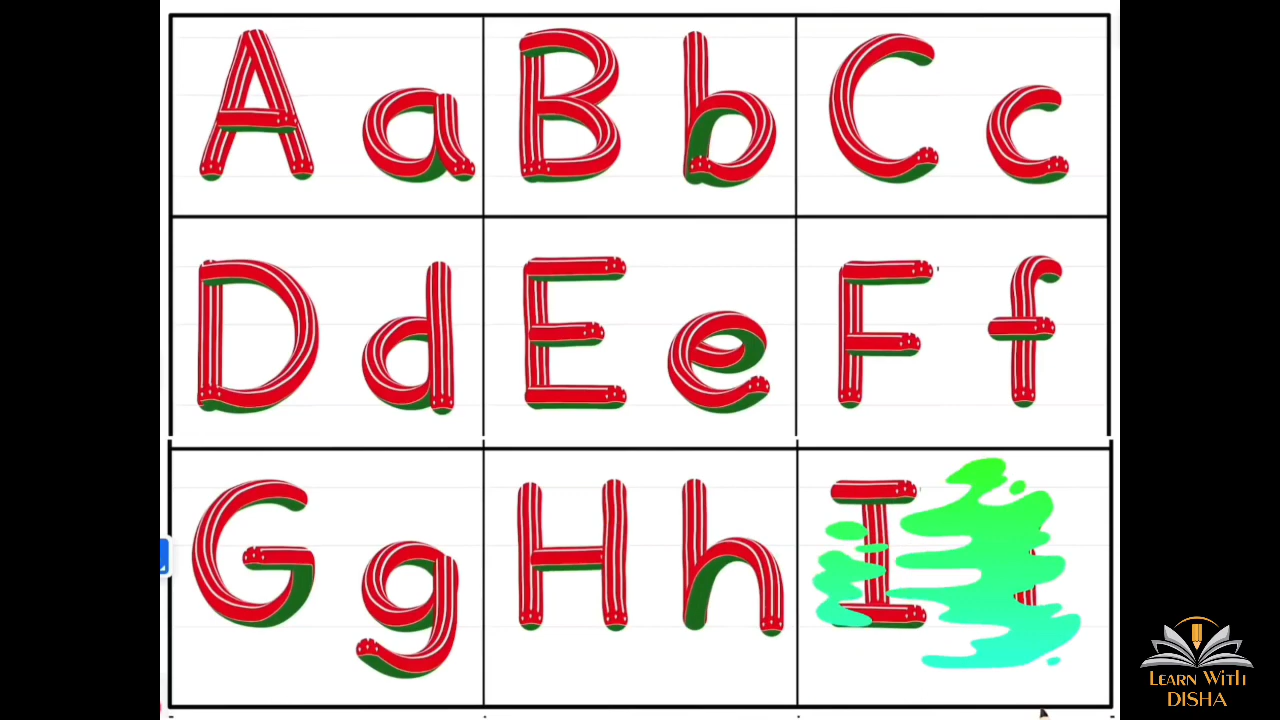 A a B b C c
D d E e F f
G g H h I
Learn With
DISHA